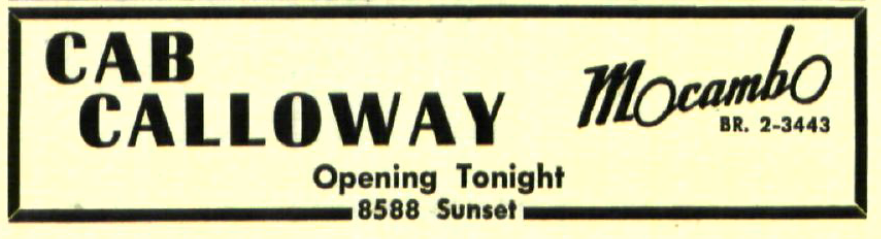 CAB
CALLOWAY
Mocambo
BR. 2-3443
Opening Tonight
8588 Sunset